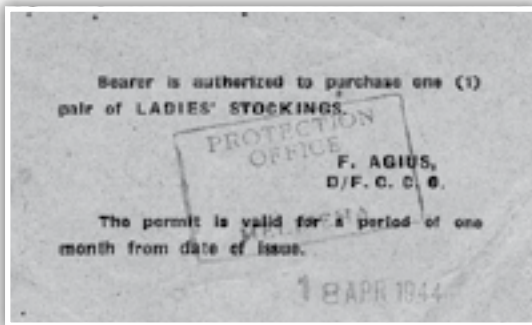 Bearer is authorized to purchase one (1)
pair of LADIES' STOCKINGS.
PROTECTION
OFFICE
F. AGIUS,
D/F. C. C. O.
MELLIEHA
The permit is valid for a period of one
month from date of issue.
18 APR 1944